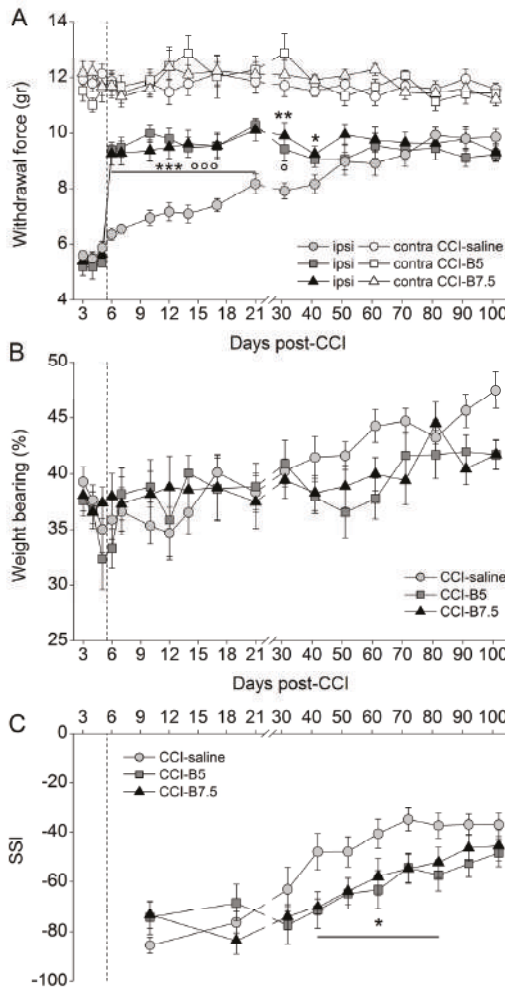 A
14
12
10
8
6
4
Withdrawal force (gr)
**
*
*** °°°
°
ipsi contra CCI-saline
ipsi contra CCI-B5
ipsi contra CCI-B7.5
3 6 9 12 15 18 21 30 40 50 60 70 80 90 100
Days post-CCI
B
50
45
40
35
30
25
Weight bearing (%)
CCI-saline
CCI-B5
CCI-B7.5
3 6 9 12 15 18 21 30 40 50 60 70 80 90 100
Days post-CCI
C
3 6 9 12 15 18 21 30 40 50 60 70 80 90 100
0
-20
-40
-60
-80
-100
SSI
CCI-saline
CCI-B5
CCI-B7.5
*